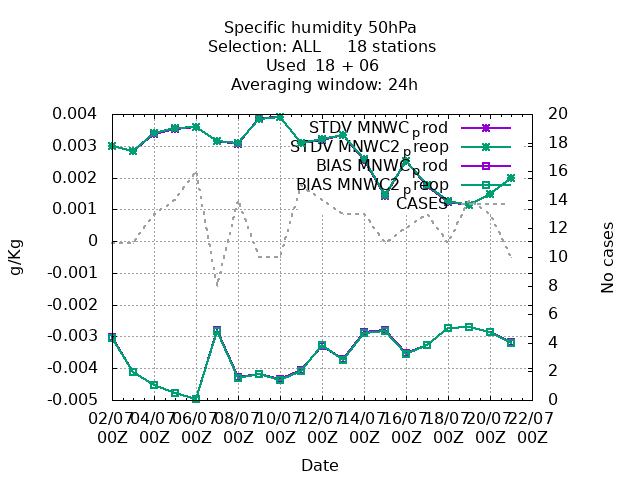 Specific humidity 50hPa
Selection: ALL 18 stations
Used 18 + 06
Averaging window: 24h
0.004
0.003
0.002
0.001
0
-0.001
-0.002
-0.003
-0.004
-0.005
g/Kg
20
18
16
14
12
10
8
6
4
2
0
No cases
STDV MNWC_prod
STDV MNWC2_preop
BIAS MNWC_prod
BIAS MNWC2_preop
CASES
02/07 04/07 06/07 08/07 10/07 12/07 14/07 16/07 18/07 20/07 22/07
00Z 00Z 00Z 00Z 00Z 00Z 00Z 00Z 00Z 00Z 00Z
Date